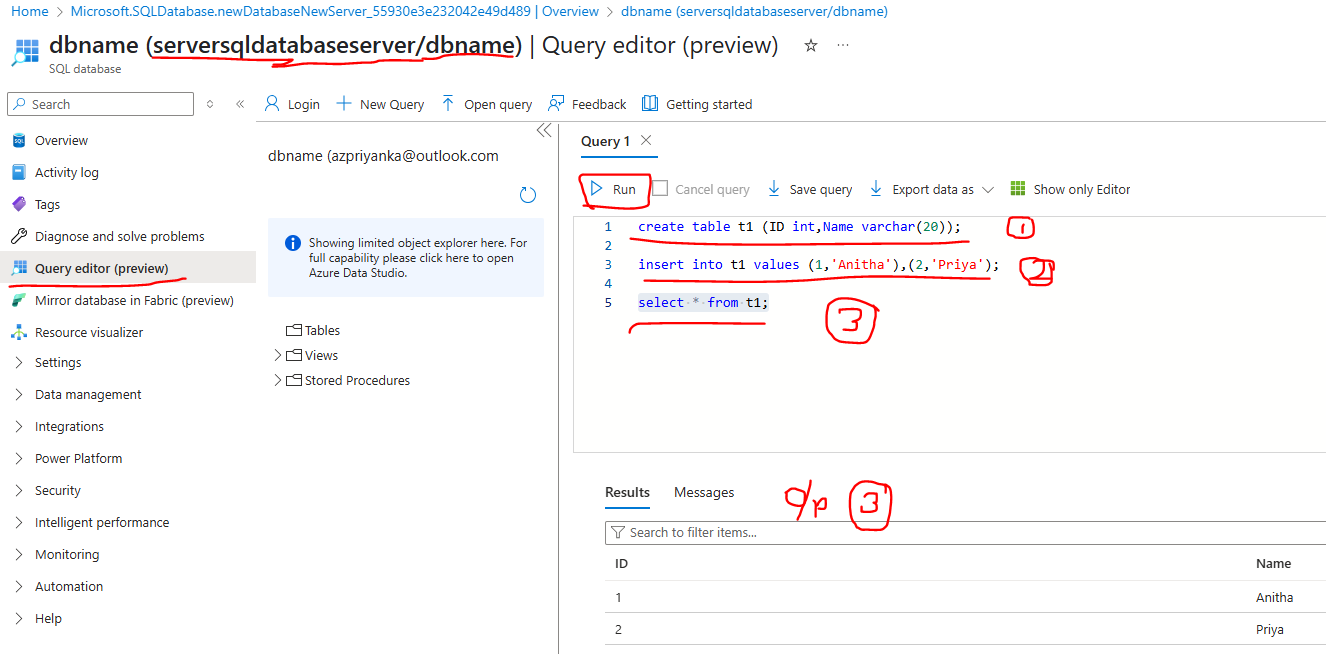 Home > Microsoft.SQLDatabase.newDatabaseNewServer_55930e3e232042e49d489 | Overview > dbname (serversqldatabaseserver/dbname)
dbname (serversqldatabaseserver/dbname) | Query editor (preview) ☆ ...
SQL database
Search
Overview
Activity log
Tags
Diagnose and solve problems
Query editor (preview)
Mirror database in Fabric (preview)
Resource visualizer
Settings
Data management
Integrations
Power Platform
Security
Intelligent performance
Monitoring
Automation
Help
Login New Query Open query Feedback Getting started
dbname (azpriyanka@outlook.com
Showing limited object explorer here. For
full capability please click here to open
Azure Data Studio.
Tables
Views
Stored Procedures
Query 1
Run Cancel query Save query Export data as Show only Editor
1 create table t1 (ID int,Name varchar(20)); 1
2
3 insert into t1 values (1,'Anitha'),(2,'Priya'); 2
4
5 select * from t1; 3
Results Messages o/p 3
Search to filter items...
ID Name
1 Anitha
2 Priya